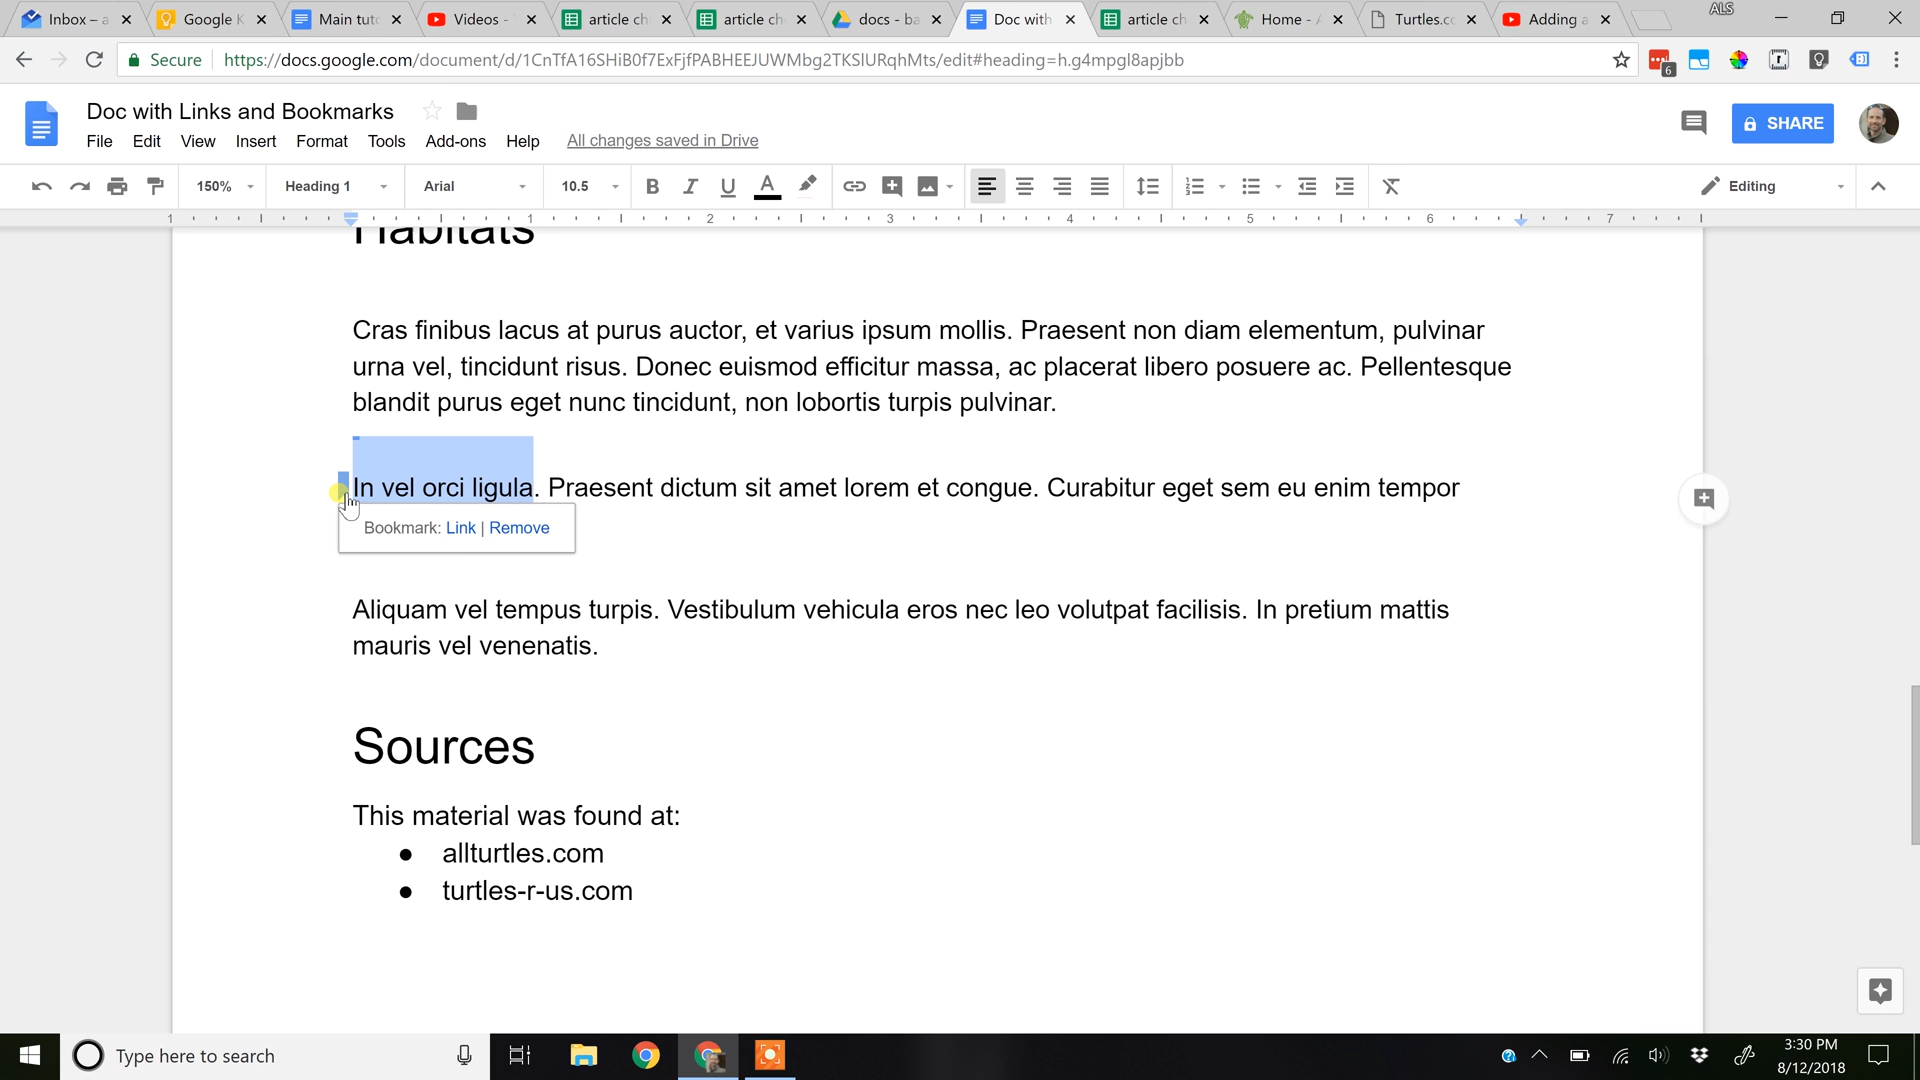 ALS
Inbox – a
Google K
Main tuto
Videos -
article ch
article ch
docs - ba
Doc with
article ch
Home - A
Turtles.co
Adding a
Secure
https://docs.google.com/document/d/1CnTfA16SHiB0f7ExFjfPABHEEJUWMbg2TKSlURqhMts/edit#heading=h.g4mpgl8apjbb
6
Doc with Links and Bookmarks
SHARE
File Edit View Insert Format Tools Add-ons Help All changes saved in Drive
150% Heading 1 Arial 10.5 B I U A Editing
1 1 2 3 4 5 6 7
Habitats
Cras finibus lacus at purus auctor, et varius ipsum mollis. Praesent non diam elementum, pulvinar
urna vel, tincidunt risus. Donec euismod efficitur massa, ac placerat libero posuere ac. Pellentesque
blandit purus eget nunc tincidunt, non lobortis turpis pulvinar.
In vel orci ligula. Praesent dictum sit amet lorem et congue. Curabitur eget sem eu enim tempor
Bookmark: Link | Remove
Aliquam vel tempus turpis. Vestibulum vehicula eros nec leo volutpat facilisis. In pretium mattis
mauris vel venenatis.
Sources
This material was found at:
● allturtles.com
● turtles-r-us.com
Type here to search
3:30 PM
8/12/2018